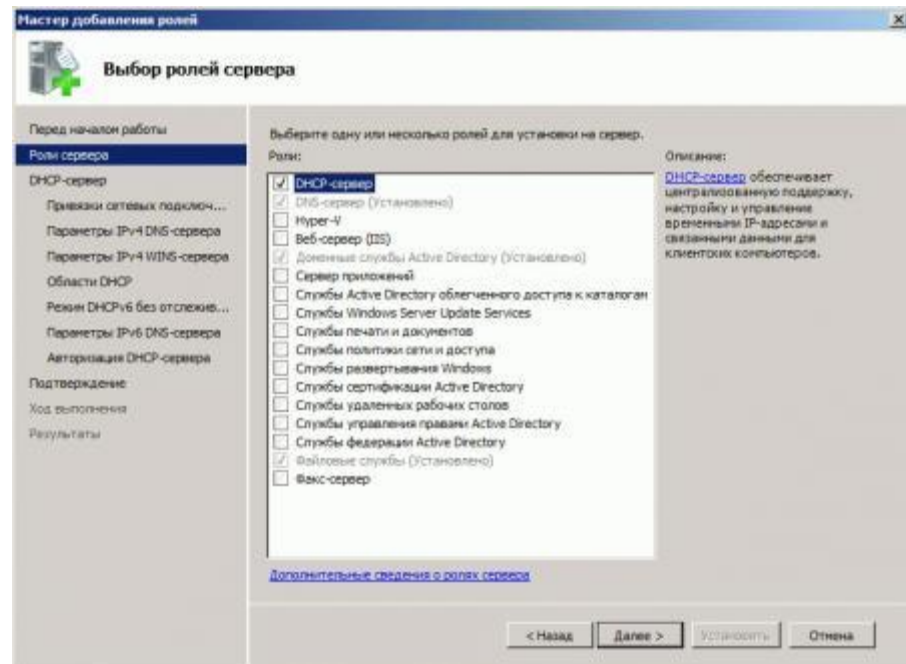 Мастер добавления ролей
Выбор ролей сервера
Перед началом работы
Роли сервера
DHCP-сервер
Привязки сетевых подключ...
Параметры IPv4 DNS-сервера
Параметры IPv4 WINS-сервера
Области DHCP
Режим DHCPv6 без отслежив...
Параметры IPv6 DNS-сервера
Авторизация DHCP-сервера
Подтверждение
Ход выполнения
Результаты
Выберите одну или несколько ролей для установки на сервер.
Роли:
DHCP-сервер
DNS-сервер (Установлено)
Hyper-V
Веб-сервер (IIS)
Доменные службы Active Directory (Установлено)
Сервер приложений
Службы Active Directory облегченного доступа к каталогам
Службы Windows Server Update Services
Службы печати и документов
Службы политики сети и доступа
Службы развертывания Windows
Службы сертификации Active Directory
Службы удаленных рабочих столов
Службы управления правами Active Directory
Службы федерации Active Directory
Файловые службы (Установлено)
Факс-сервер
Дополнительные сведения о ролях сервера
Описание:
DHCP-сервер обеспечивает
централизованную поддержку,
настройку и управление
временными IP-адресами и
связанными данными для
клиентских компьютеров.
< Назад
Далее >
Установить
Отмена